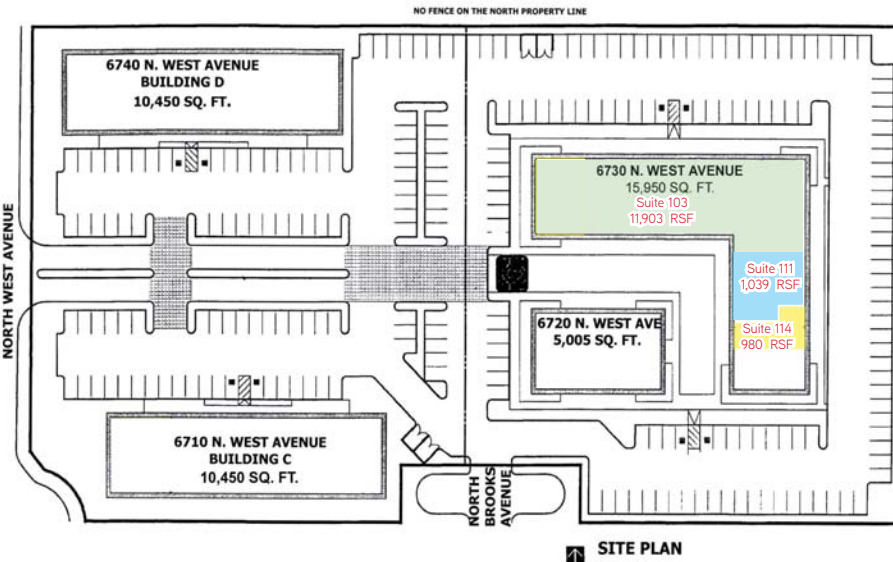 NO FENCE ON THE NORTH PROPERTY LINE
6740 N. WEST AVENUE
BUILDING D
10,450 SQ. FT.
6730 N. WEST AVENUE
15,950 SQ. FT.
Suite 103
11,903 RSF
NORTH WEST AVENUE
Suite 111
1,039 RSF
6720 N. WEST AVE
5,005 SQ. FT.
Suite 114
980 RSF
6710 N. WEST AVENUE
BUILDING C
10,450 SQ. FT.
NORTH
BROOKS
AVENUE
SITE PLAN